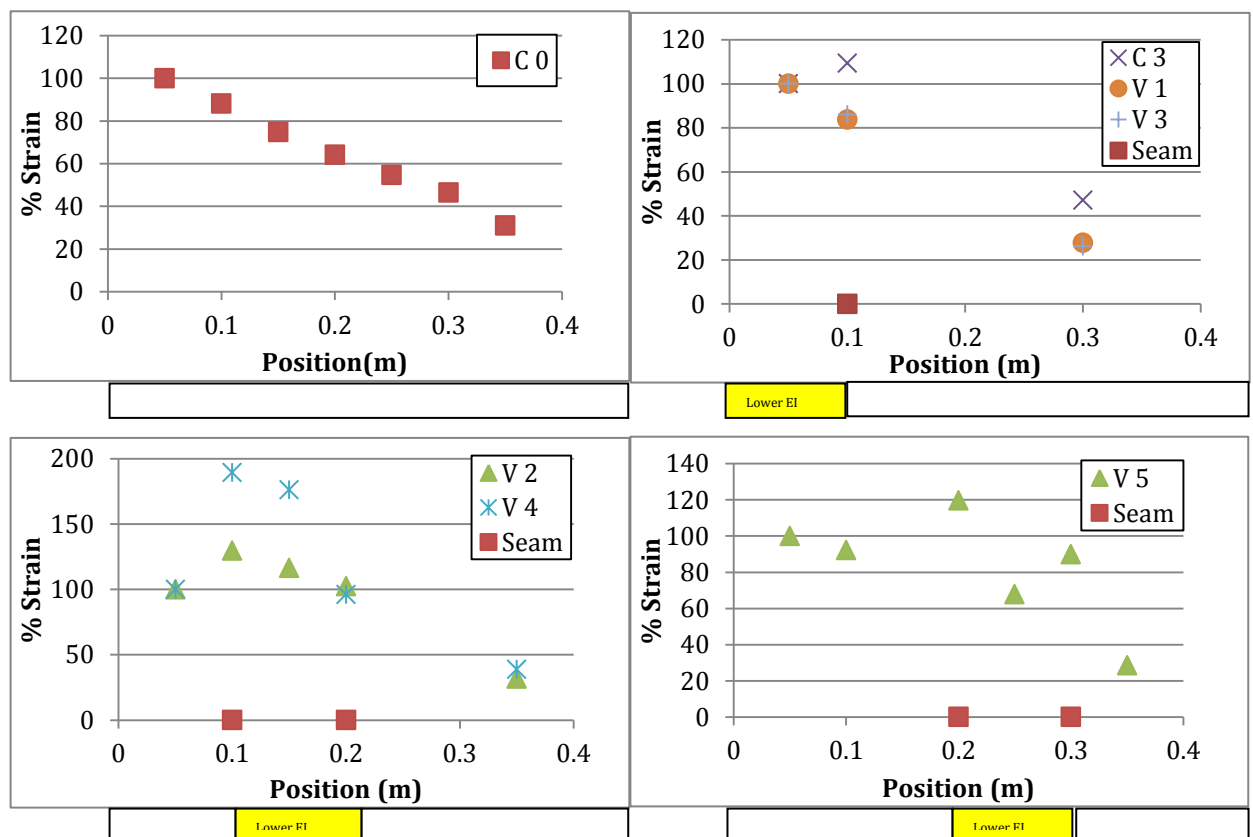 120
100
80
60
40
20
0
% Strain
0
0.1
0.2
0.3
0.4
Position(m)
C 0
120
100
80
60
40
20
0
% Strain
0
0.1
0.2
0.3
0.4
Position (m)
C 3
V 1
V 3
Seam
Lower EI
200
150
100
50
0
% Strain
0
0.1
0.2
0.3
0.4
Position (m)
V 2
V 4
Seam
Lower EI
140
120
100
80
60
40
20
0
% Strain
0
0.1
0.2
0.3
0.4
Position (m)
V 5
Seam
Lower EI